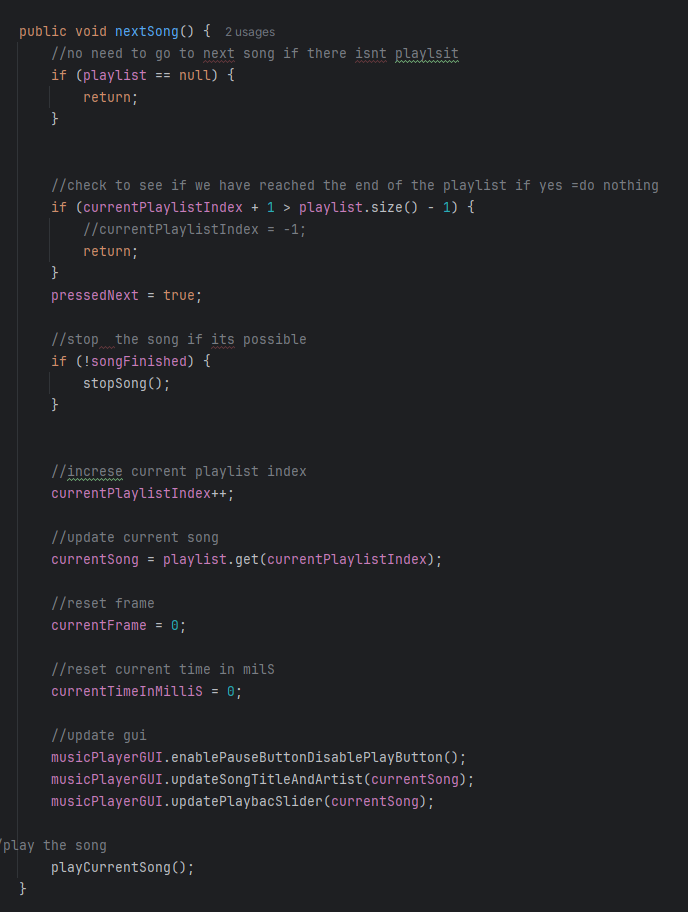 public void nextSong() { 2 usages
//no need to go to next song if there isnt playlsit
if (playlist == null) {
return;
}
//check to see if we have reached the end of the playlist if yes =do nothing
if (currentPlaylistIndex + 1 > playlist.size() - 1) {
//currentPlaylistIndex = -1;
return;
}
pressedNext = true;
//stop  the song if its possible
if (!songFinished) {
stopSong();
}
//increse current playlist index
currentPlaylistIndex++;
//update current song
currentSong = playlist.get(currentPlaylistIndex);
//reset frame
currentFrame = 0;
//reset current time in milS
currentTimeInMilliS = 0;
//update gui
musicPlayerGUI.enablePauseButtonDisablePlayButton();
musicPlayerGUI.updateSongTitleAndArtist(currentSong);
musicPlayerGUI.updatePlaybacSlider(currentSong);
/play the song
playCurrentSong();
}